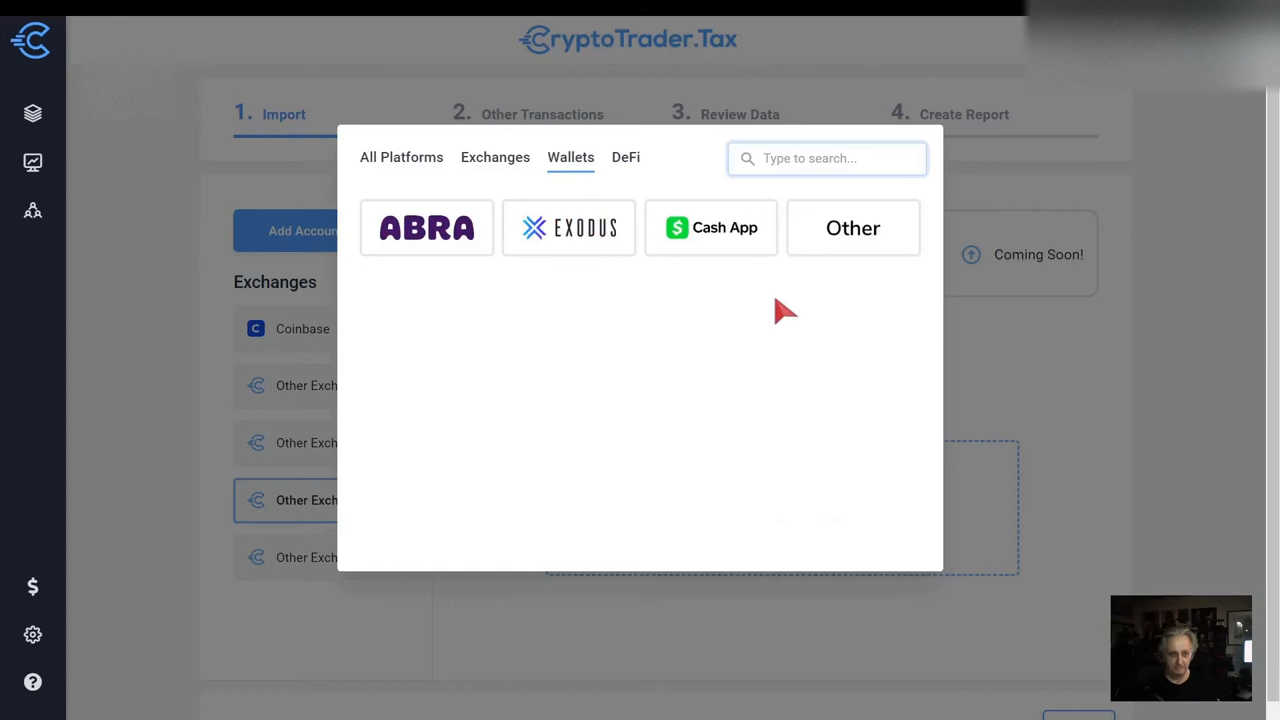 CryptoTrader.Tax
1. Import
2. Other Transactions
3. Review Data
4. Create Report
All Platforms
Exchanges
Wallets
DeFi
Type to search...
ABRA
EXODUS
Cash App
Other
Add Accoun
Coming Soon!
Exchanges
Coinbase
Other Exch
Other Exch
Other Exch
Other Exch